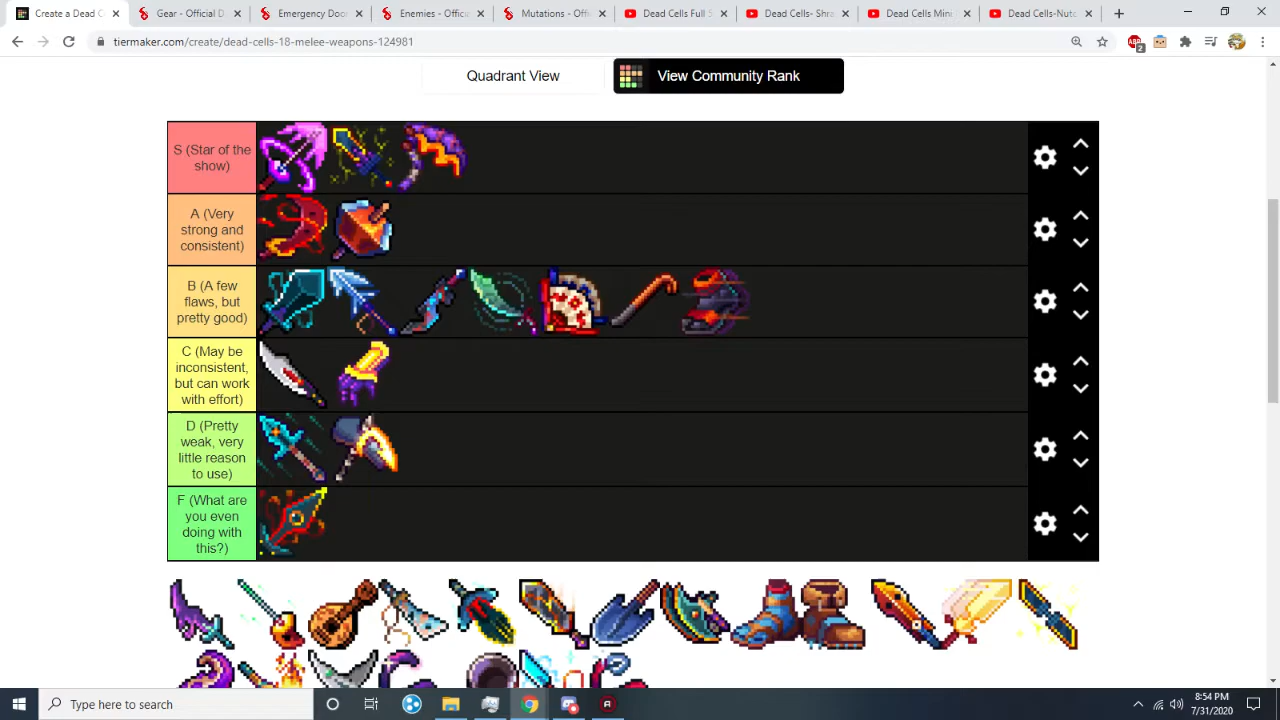 Create a Dead C
Gear - Official D
Emergency Doo
Enemies - O
Mutations - Offi
Dead Cells Full S
Dead Cells- Shra
Dead Cells Min
Dead Cells-Nutc
tiermaker.com/create/dead-cells-18-melee-weapons-124981
2
Quadrant View
View Community Rank
S (Star of the
show)
A (Very
strong and
consistent)
B (A few
flaws, but
pretty good)
C (May be
inconsistent,
but can work
with effort)
D (Pretty
weak, very
little reason
to use)
F (What are
you even
doing with
this?)
Type here to search
8:54 PM
7/31/2020